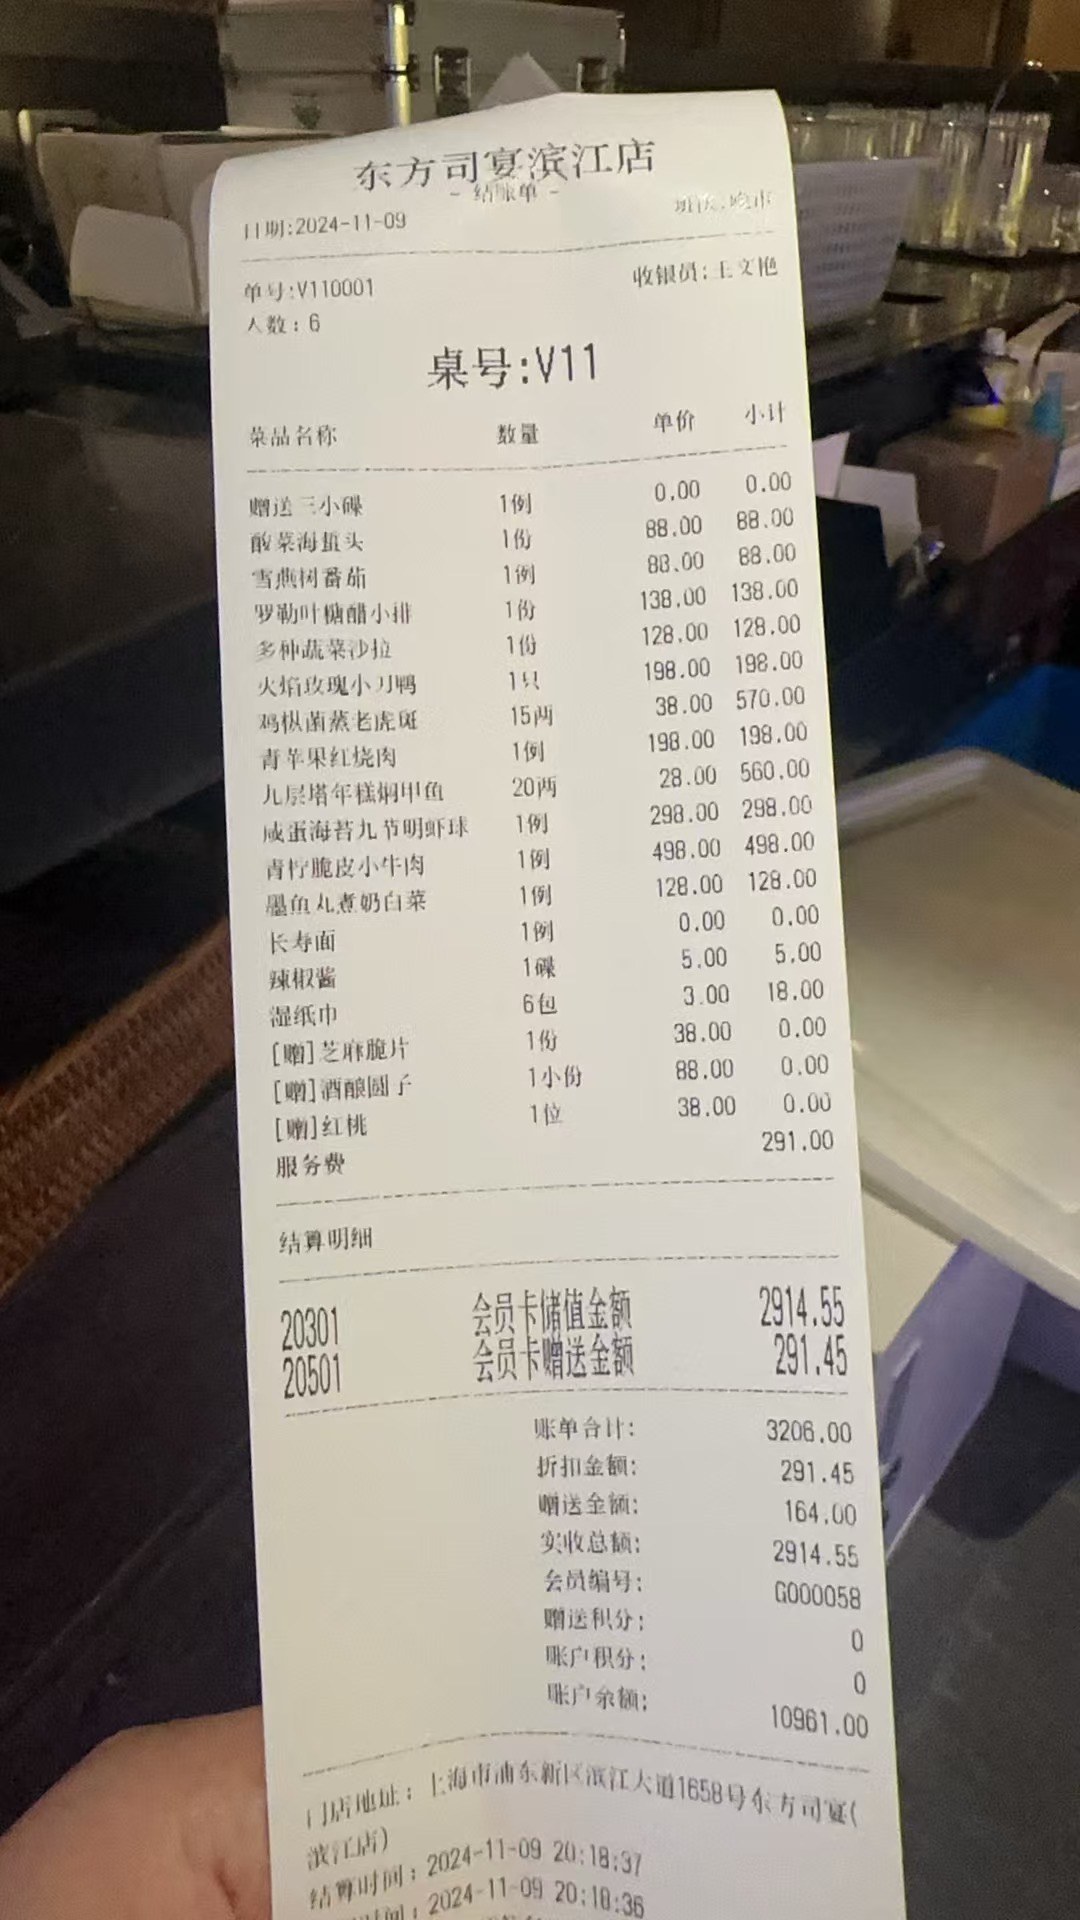 东方司宴滨江店
- 结账单 -
日期:2024-11-09 班次:晚市
单号:V110001 收银员:王文艳
人数:6
桌号:V11
菜品名称 数量 单价 小计
赠送三小碟 1例 0.00 0.00
酸菜海蜇头 1份 88.00 88.00
雪燕树番茄 1例 88.00 88.00
罗勒叶糖醋小排 1份 138.00 138.00
多种蔬菜沙拉 1份 128.00 128.00
火焰玫瑰小刀鸭 1只 198.00 198.00
鸡枞菌蒸老虎斑 15两 38.00 570.00
青苹果红烧肉 1例 198.00 198.00
九层塔年糕焖甲鱼 20两 28.00 560.00
咸蛋海苔九节明虾球 1例 298.00 298.00
青柠脆皮小牛肉 1例 498.00 498.00
墨鱼丸煮奶白菜 1例 128.00 128.00
长寿面 1例 0.00 0.00
辣椒酱 1碟 5.00 5.00
湿纸巾 6包 3.00 18.00
[赠]芝麻脆片 1份 38.00 0.00
[赠]酒酿圆子 1小份 88.00 0.00
[赠]红桃 1位 38.00 0.00
服务费 291.00
结算明细
20301 会员卡储值金额 2914.55
20501 会员卡赠送金额 291.45
账单合计: 3206.00
折扣金额: 291.45
赠送金额: 164.00
实收总额: 2914.55
会员编号: G000058
赠送积分: 0
账户积分: 0
账户余额: 10961.00
门店地址:上海市浦东新区滨江大道1658号东方司宴(
滨江店)
结算时间:2024-11-09 20:18:37
时间:2024-11-09 20:18:36